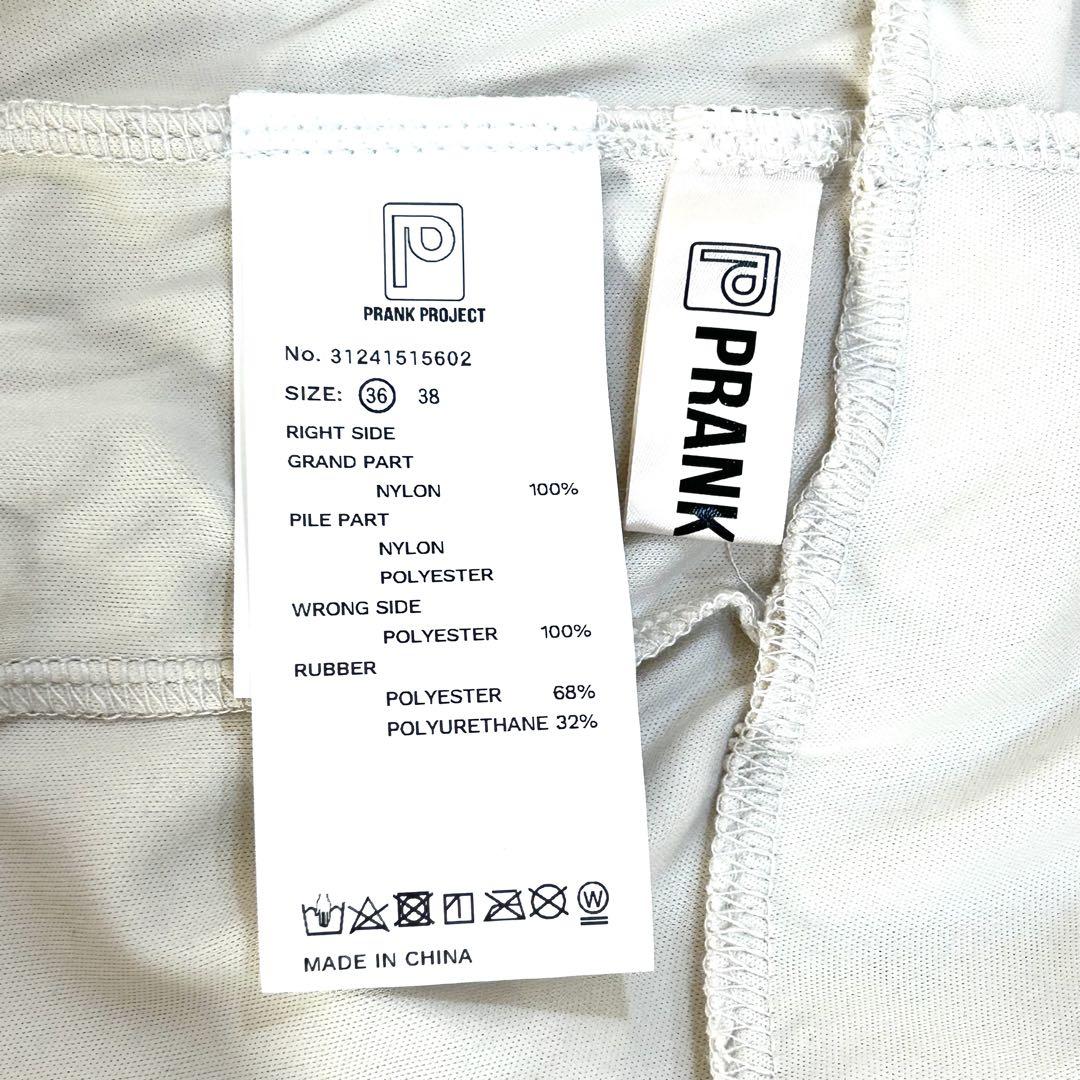 PRANK PROJECT
No. 31241515602
SIZE: 36 38
RIGHT SIDE
GRAND PART
NYLON 100%
PILE PART
NYLON
POLYESTER
WRONG SIDE
POLYESTER 100%
RUBBER
POLYESTER 68%
POLYURETHANE 32%
W
MADE IN CHINA
PRANK